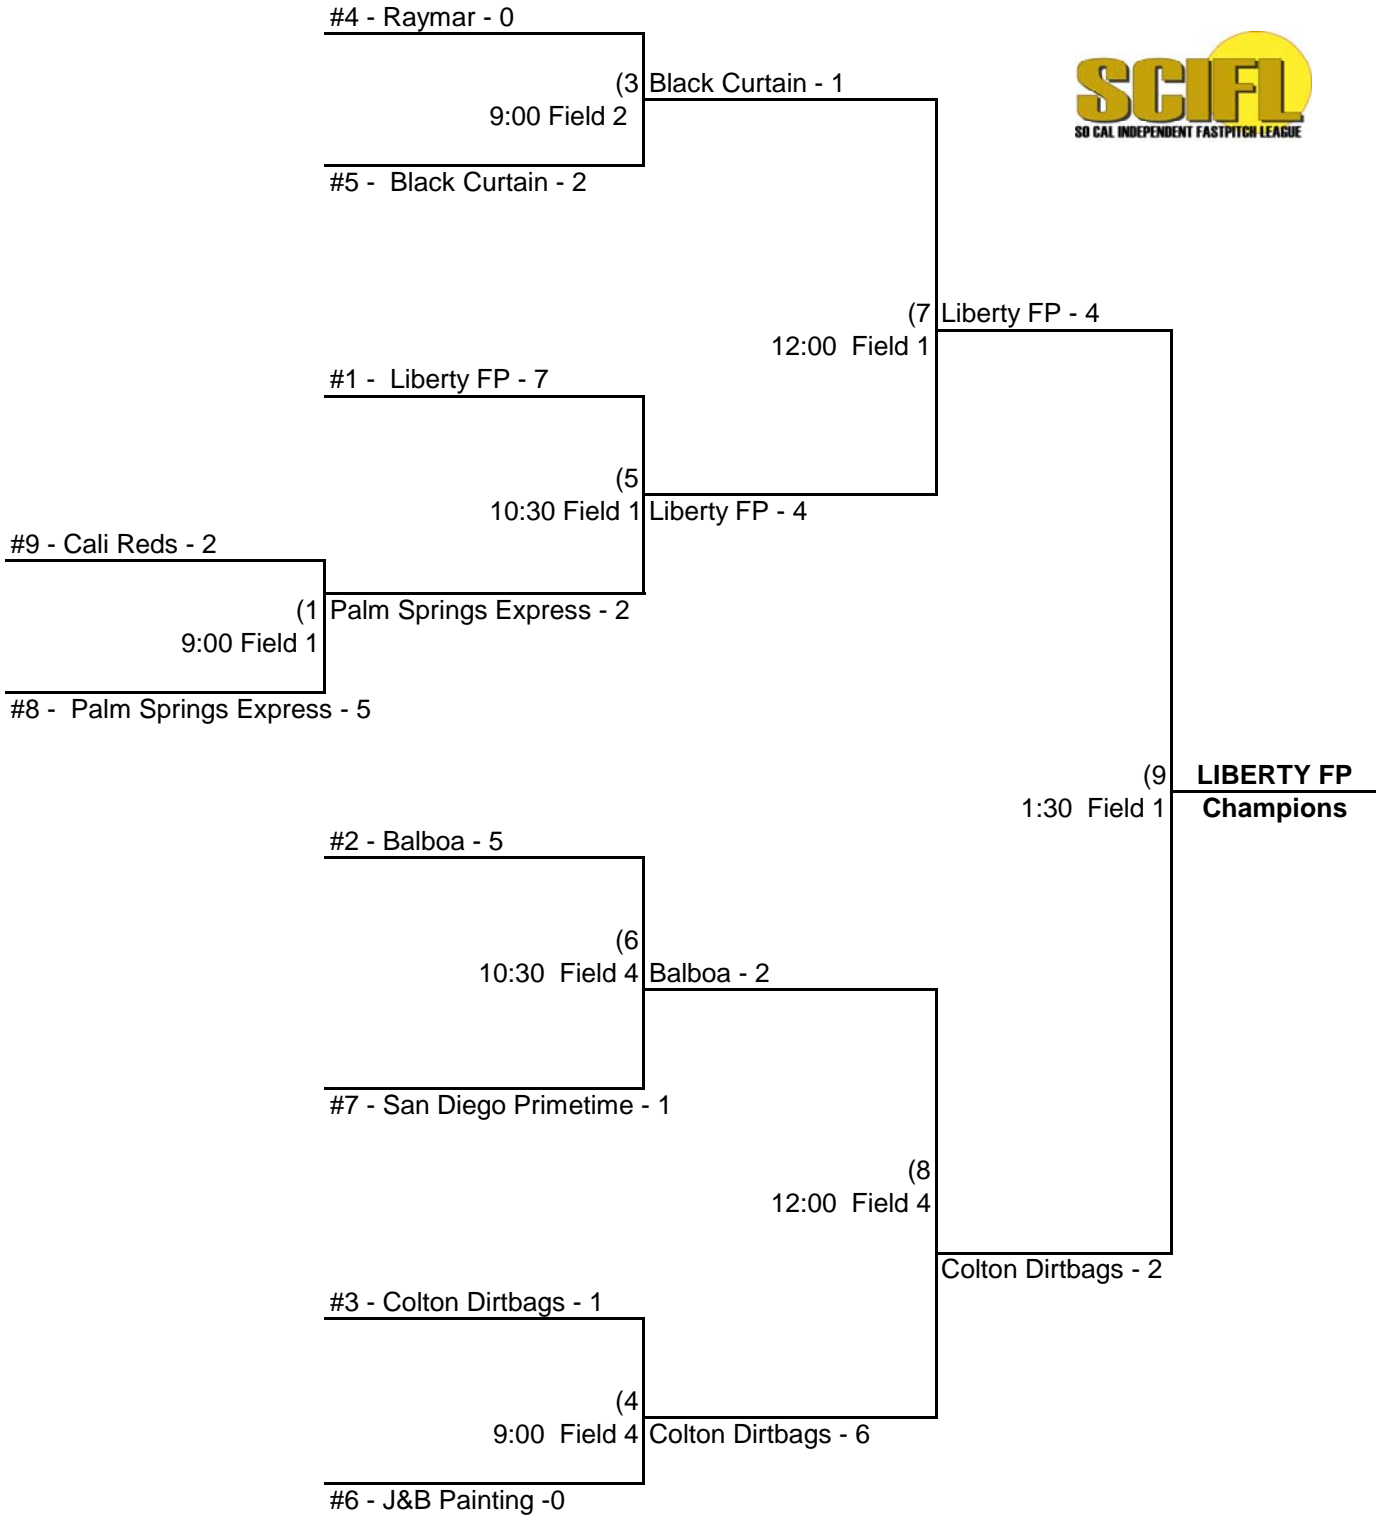 #4 - Raymar - 0
SCIFL
SO CAL INDEPENDENT FASTPITCH LEAGUE
(3 Black Curtain - 1
9:00 Field 2
#5 -  Black Curtain - 2
(7 Liberty FP - 4
12:00  Field 1
#1 -  Liberty FP - 7
(5
10:30 Field 1 Liberty FP - 4
#9 - Cali Reds - 2
(1 Palm Springs Express - 2
9:00 Field 1
#8 -  Palm Springs Express - 5
(9 LIBERTY FP
1:30  Field 1 Champions
#2 - Balboa - 5
(6
10:30  Field 4 Balboa - 2
#7 - San Diego Primetime - 1
(8
12:00  Field 4
Colton Dirtbags - 2
#3 - Colton Dirtbags - 1
(4
9:00  Field 4 Colton Dirtbags - 6
#6 - J&B Painting -0